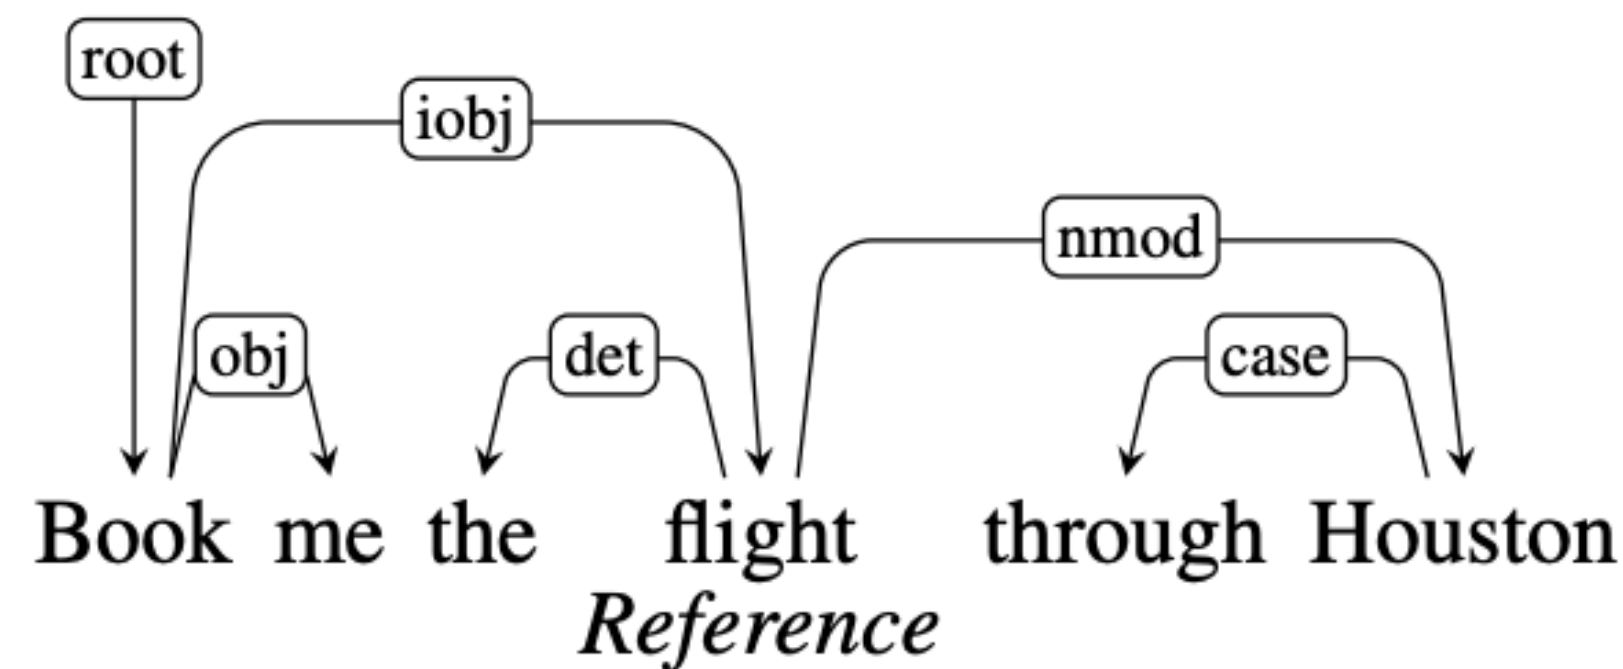 root
iobj
nmod
obj det case
Book me the flight through Houston
Reference